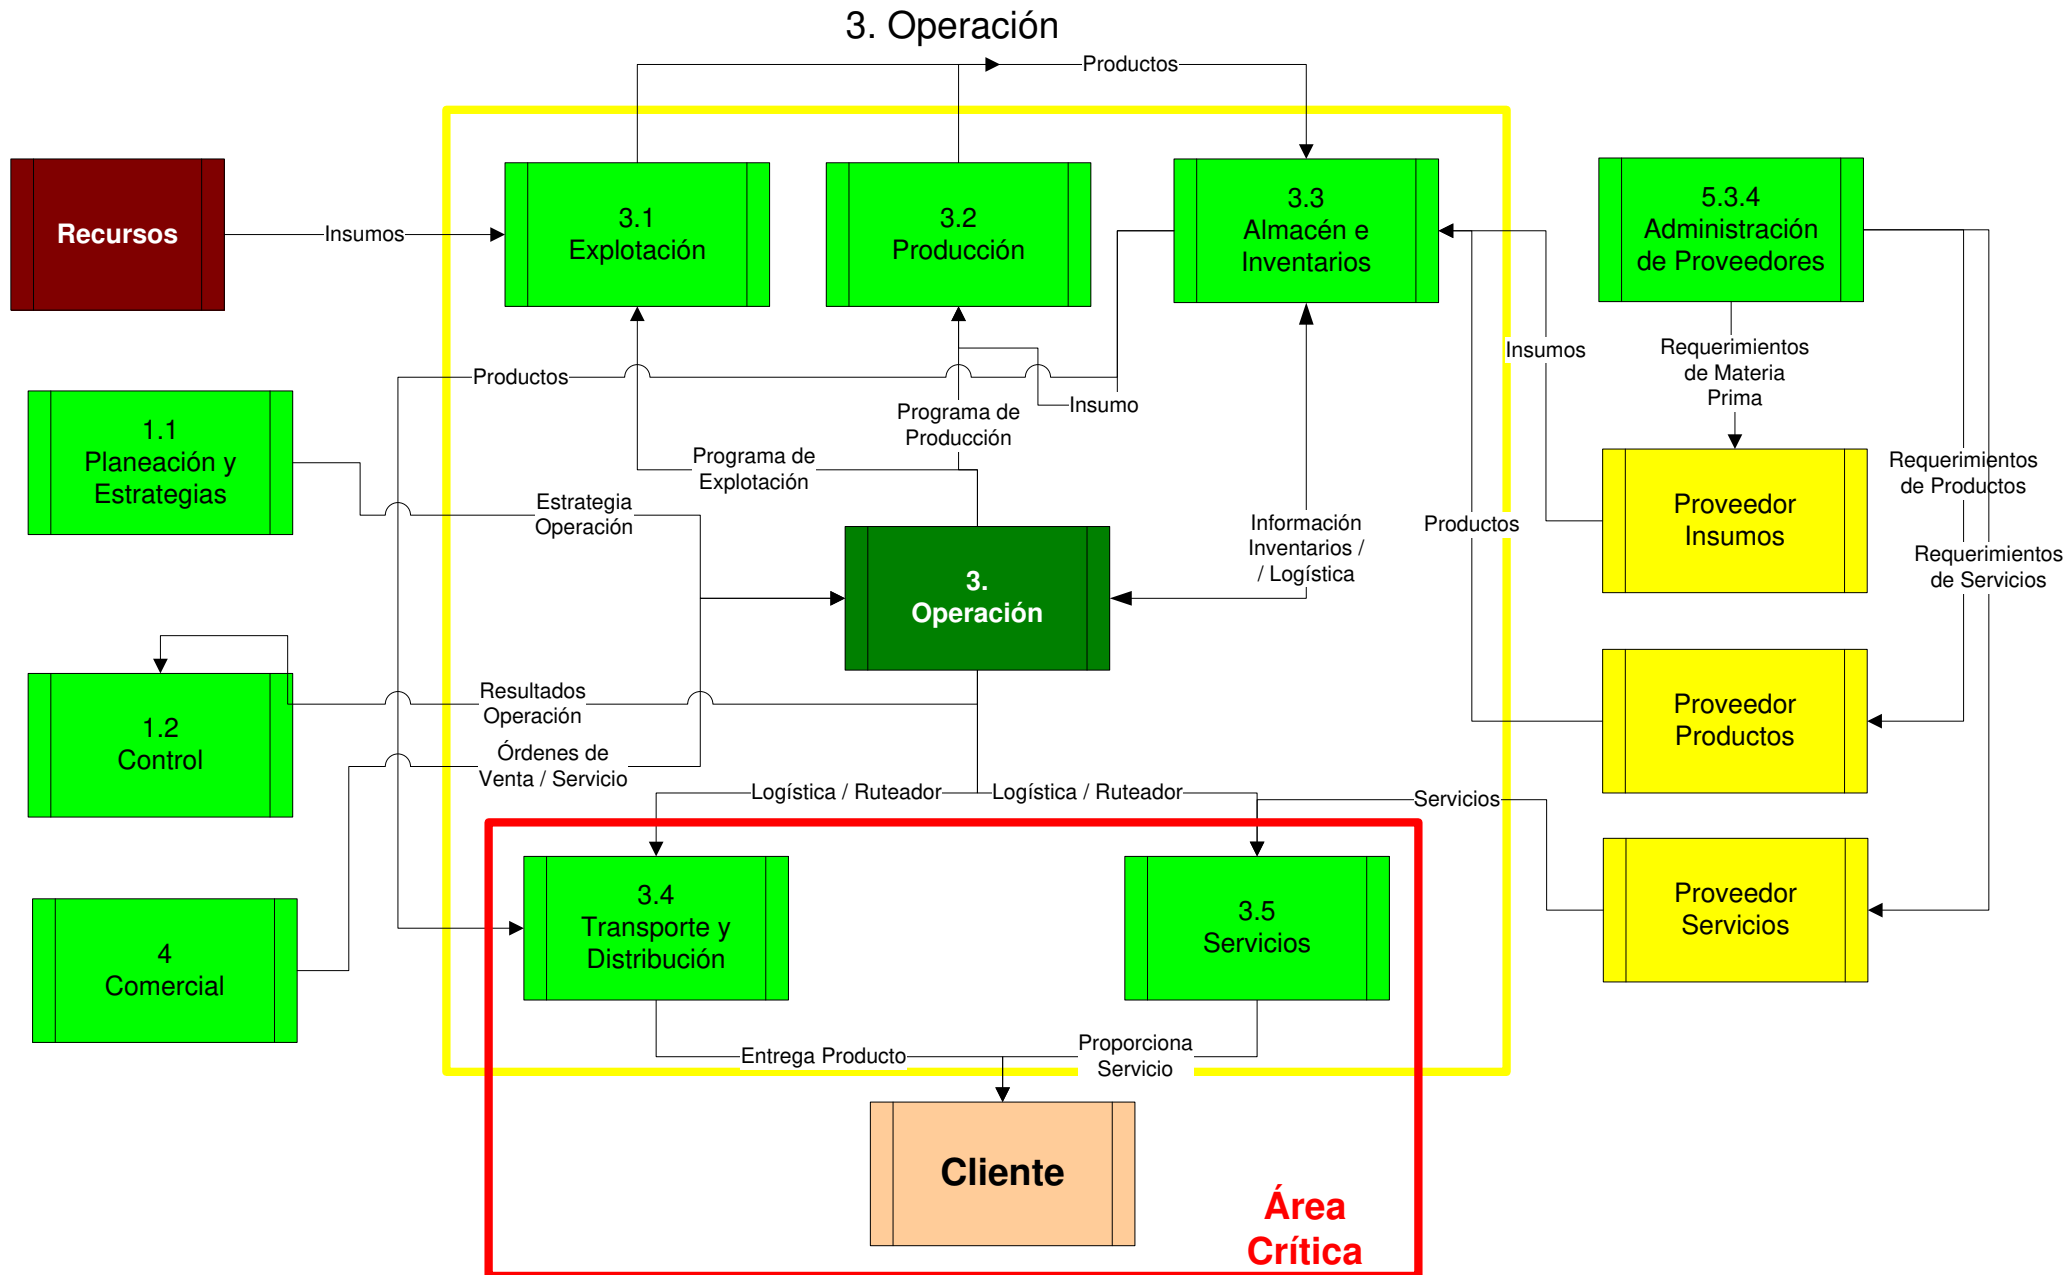 3. Operación
Productos
Recursos
Insumos
3.1
Explotación
3.2
Producción
3.3
Almacén e
Inventarios
5.3.4
Administración
de Proveedores
Insumos
Requerimientos
de Materia
Prima
Productos
Insumo
Programa de
Producción
1.1
Planeación y
Estrategias
Programa de
Explotación
Estrategia
Operación
Información
Inventarios /
/ Logística
Productos
Requerimientos
de Productos
Proveedor
Insumos
Requerimientos
de Servicios
3.
Operación
1.2
Control
Resultados
Operación
Órdenes de
Venta / Servicio
Proveedor
Productos
Logística / Ruteador
Logística / Ruteador
Servicios
4
Comercial
3.4
Transporte y
Distribución
3.5
Servicios
Proveedor
Servicios
Entrega Producto
Proporciona
Servicio
Cliente
Área
Crítica